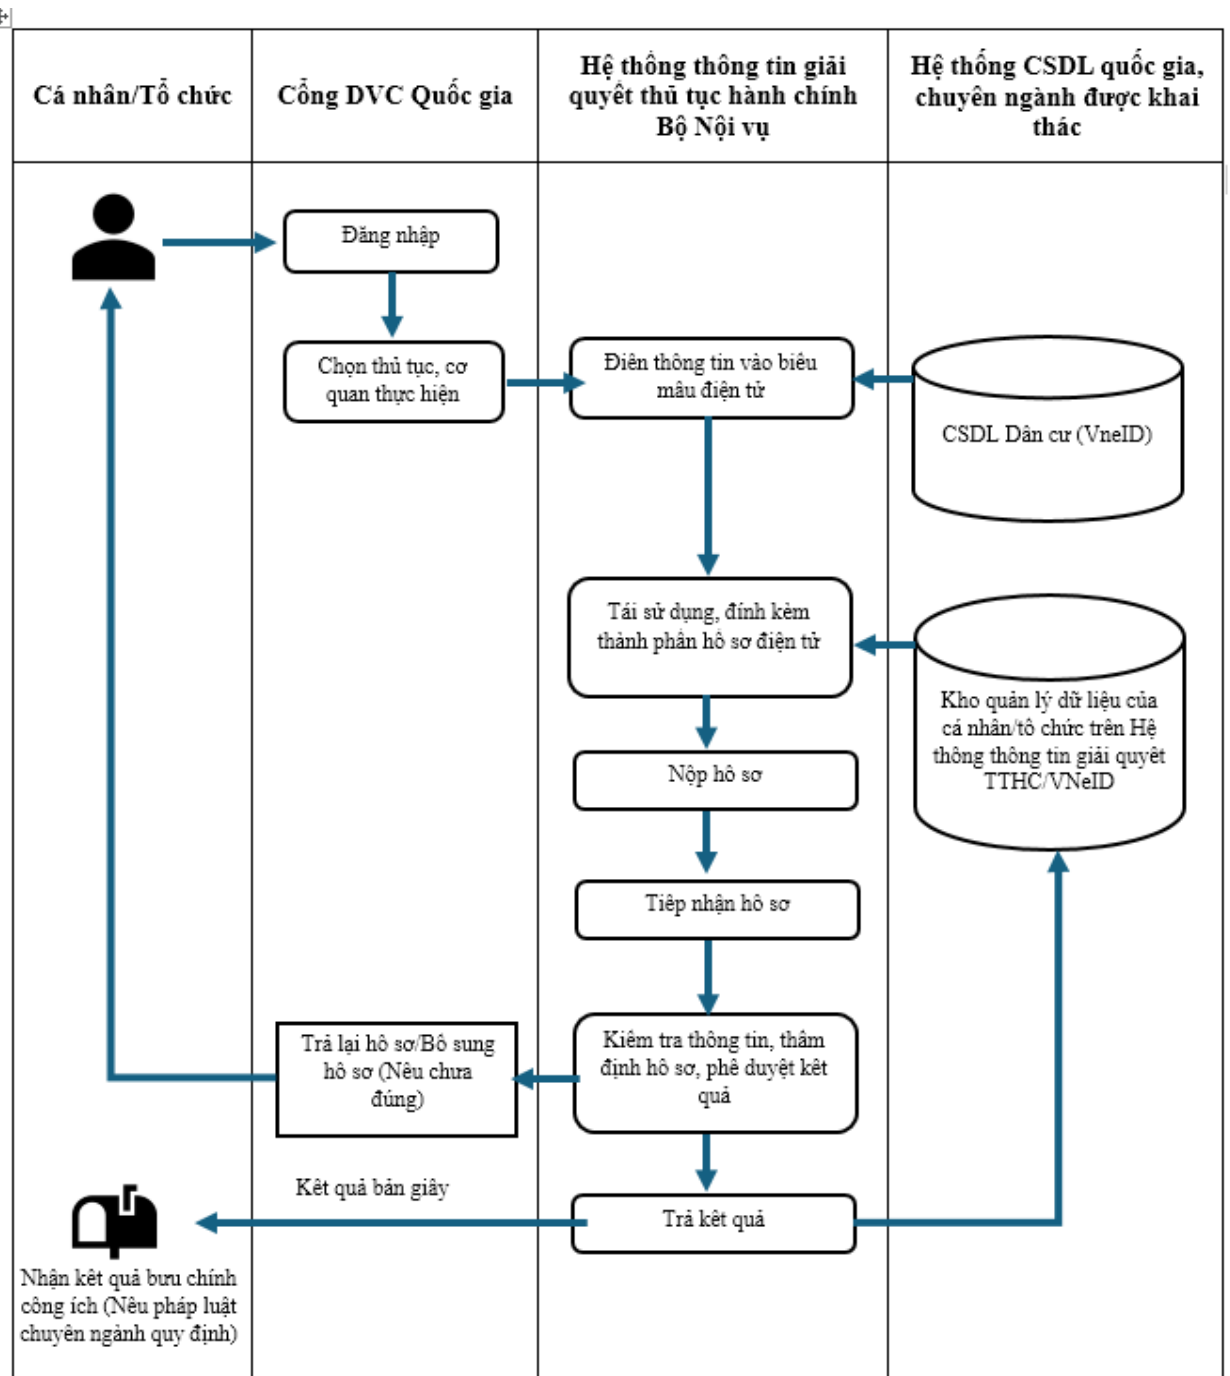 Cá nhân/Tổ chức
Cổng DVC Quốc gia
Hệ thống thông tin giải
quyết thủ tục hành chính
Bộ Nội vụ
Hệ thống CSDL quốc gia,
chuyên ngành được khai
thác
Đăng nhập
Chọn thủ tục, cơ
quan thực hiện
Điền thông tin vào biểu
mẫu điện tử
CSDL Dân cư (VneID)
Tái sử dụng, đính kèm
thành phần hồ sơ điện tử
Kho quản lý dữ liệu của
cá nhân/tổ chức trên Hệ
thống thông tin giải quyết
TTHC/VNeID
Nộp hồ sơ
Tiếp nhận hồ sơ
Kiểm tra thông tin, thẩm
định hồ sơ, phê duyệt kết
quả
Trả lại hồ sơ/Bổ sung
hồ sơ (Nếu chưa
đúng)
Kết quả bản giấy
Trả kết quả
Nhận kết quả bưu chính
công ích (Nếu pháp luật
chuyên ngành quy định)